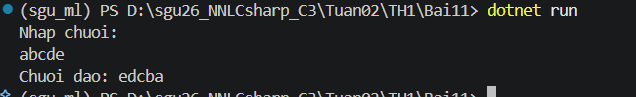 (sgu_ml) PS D:\sgu26_NNLCsharp_C3\Tuan02\TH1\Bai11> dotnet run
Nhap chuoi:
abcde
Chuoi dao: edcba
(sgu_ml) PS D:\sgu26_NNLCsharp_C3\Tuan02\TH1\Bai11>